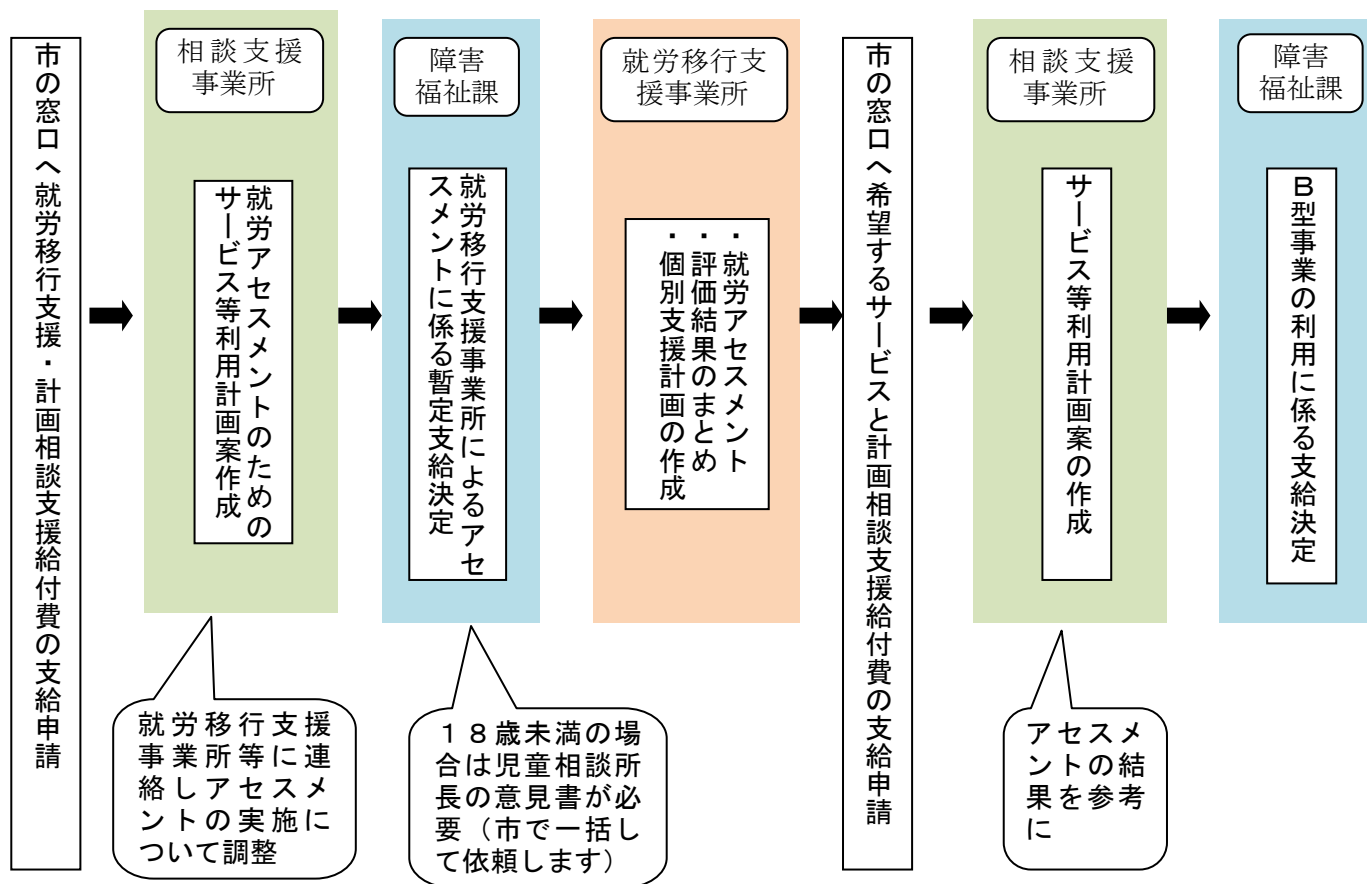 市の窓口へ就労移行支援・計画相談支援給付費の支給申請
相談支援
事業所
就労アセスメントのための
サービス等利用計画案作成
就労移行支援
事業所等に連
絡しアセスメ
ントの実施に
ついて調整
障害
福祉課
就労移行支援事業所によるアセ
スメントに係る暫定支給決定
１８歳未満の場
合は児童相談所
長の意見書が必
要（市で一括し
て依頼します）
就労移行支
援事業所
・就労アセスメント
・評価結果のまとめ
・個別支援計画の作成
市の窓口へ希望するサービスと計画相談支援給付費の支給申請
相談支援
事業所
サービス等利用計画案の作成
アセスメ
ントの結
果を参考
に
障害
福祉課
Ｂ型事業の利用に係る支給決定